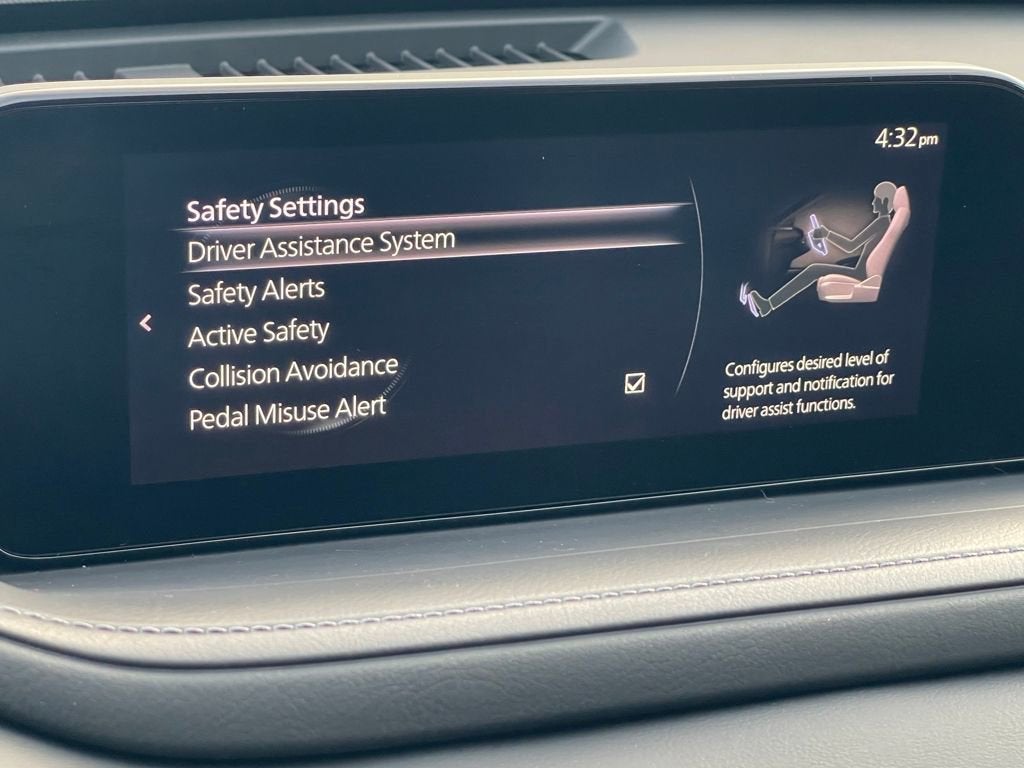 4:32pm
Safety Settings
Driver Assistance System
Safety Alerts
Active Safety
Collision Avoidance
Pedal Misuse Alert
Configures desired level of
support and notification for
driver assist functions.